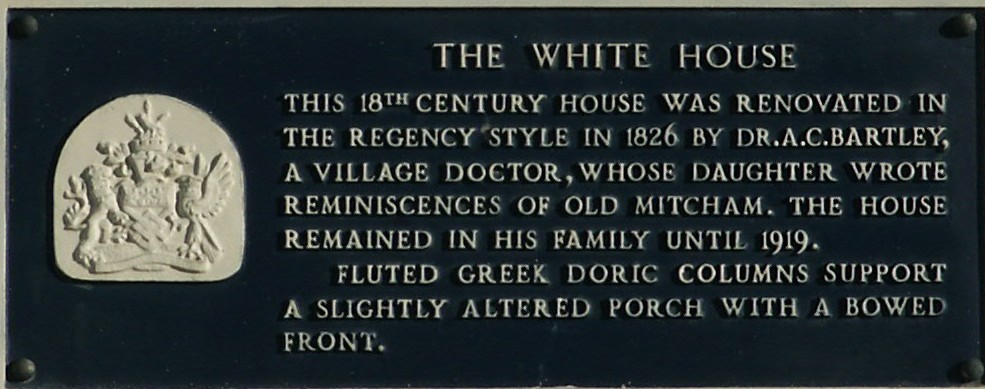 THE WHITE HOUSE
THIS 18TH CENTURY HOUSE WAS RENOVATED IN
THE REGENCY STYLE IN 1826 BY DR.A.C.BARTLEY,
A VILLAGE DOCTOR, WHOSE DAUGHTER WROTE
REMINISCENCES OF OLD MITCHAM. THE HOUSE
REMAINED IN HIS FAMILY UNTIL 1919.
FLUTED GREEK DORIC COLUMNS SUPPORT
A SLIGHTLY ALTERED PORCH WITH A BOWED
FRONT.